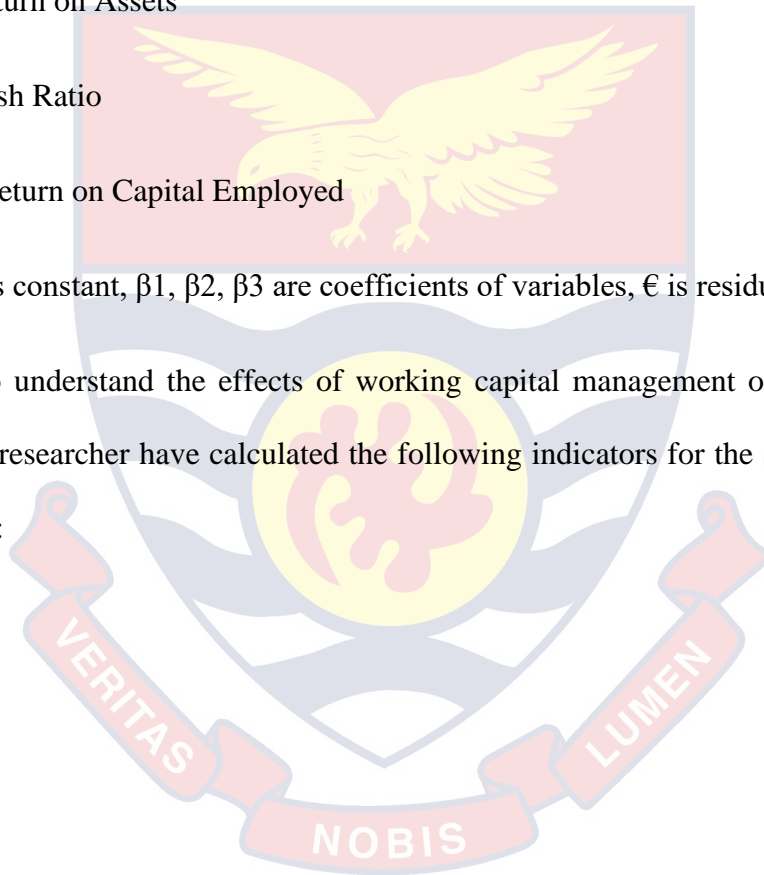 turn on Assets
sh Ratio
eturn on Capital Employed
s constant, β1, β2, β3 are coefficients of variables, € is residu
understand the effects of working capital management o
researcher have calculated the following indicators for the
:
VERITAS
NOBIS
LUMEN